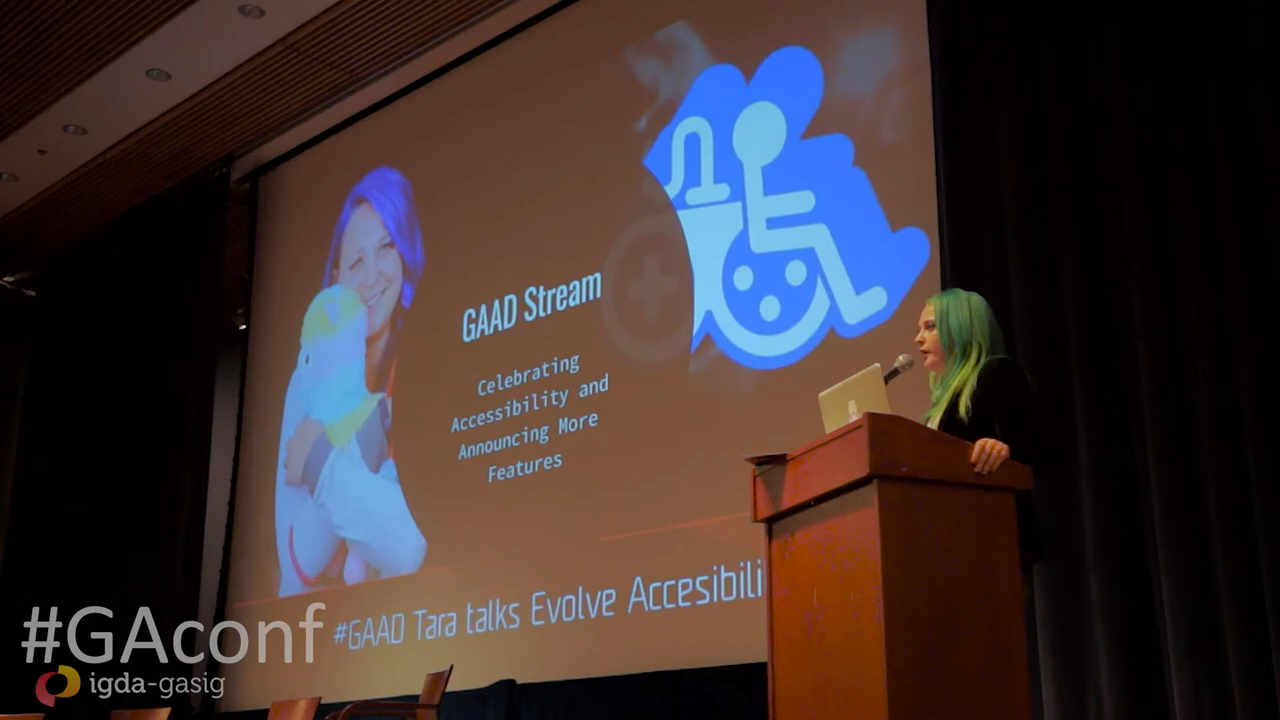 GAAD Stream
Celebrating
Accessibility and
Announcing More
Features
#GAAD Tara talks Evolve Accesibili
#GAconf
igda-gasig